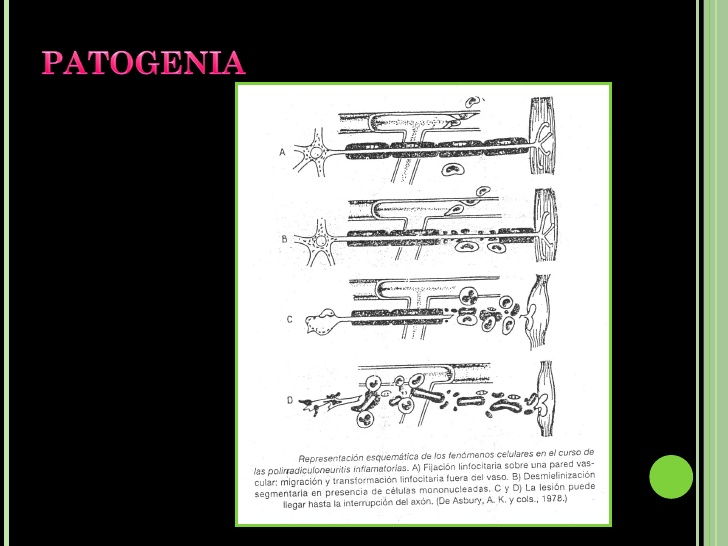 PATOGENIA
A
B
C
D
Representación esquemática de los fenómenos celulares en el curso de
las polirradiculoneuritis inflamatorias. A) Fijación linfocitaria sobre una pared vas-
cular: migración y transformación linfocitaria fuera del vaso. B) Desmielinización
segmentaria en presencia de células mononucleadas. C y D) La lesión puede
llegar hasta la interrupción del axón. (De Asbury, A. K. y cols., 1978.)